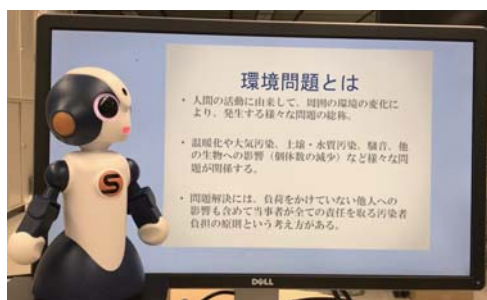 環境問題とは
• 人間の活動に由来して、周囲の環境の変化に
より、発生する様々な問題の総称。
• 温暖化や大気汚染、土壌・水質汚染、騒音、他
の生物への影響(個体数の減少)など様々な問
題が関係する。
• 問題解決には、負荷をかけていない他人への
影響も含めて当事者が全ての責任を取る汚染者
負担の原則という考え方がある。
S
DELL